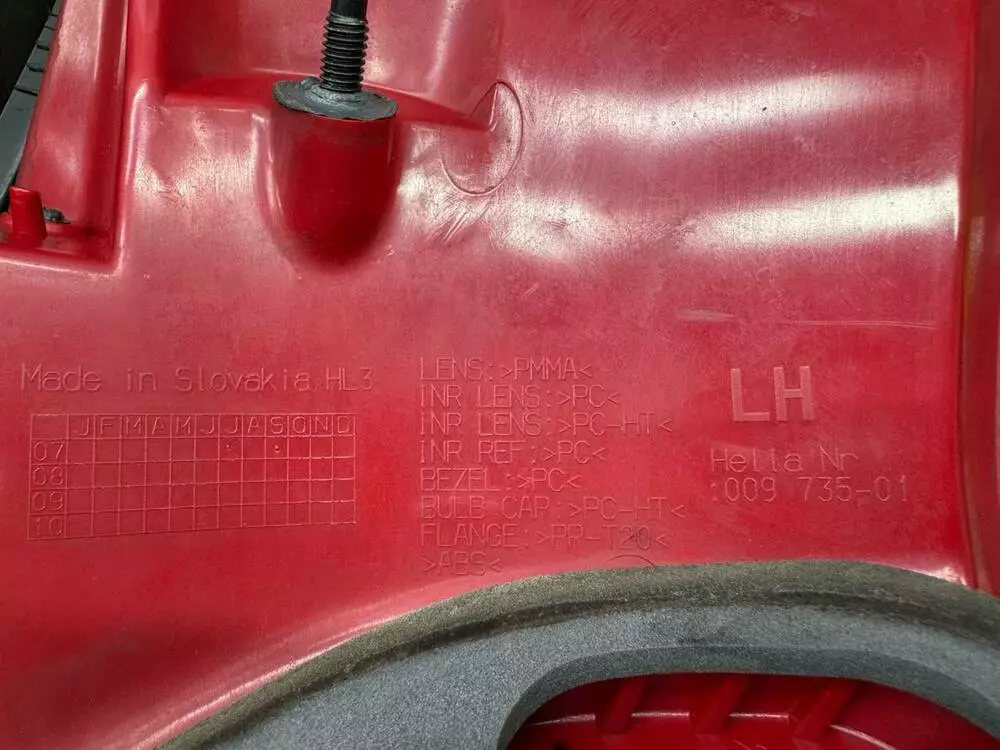 Made in Slovakia HL3
J F M A M J J A S O N D
07
08
09
10
LENS:>PMMA<
INR LENS:>PC<
INR LENS:>PC-HT<
INR REF:>PC<
BEZEL:>PC<
BULB CAP:>PC-HT<
FLANGE:>PP-T20<
>ABS<
LH
Hella Nr
:009 735-01